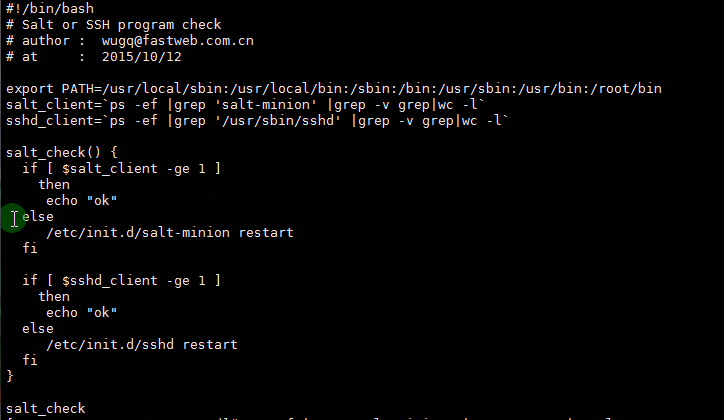 #!/bin/bash
# Salt or SSH program check
# author :  wugq@fastweb.com.cn
# at     :  2015/10/12

export PATH=/usr/local/sbin:/usr/local/bin:/sbin:/bin:/usr/sbin:/usr/bin:/root/bin
salt_client=`ps -ef |grep 'salt-minion' |grep -v grep|wc -l`
sshd_client=`ps -ef |grep '/usr/sbin/sshd' |grep -v grep|wc -l`

salt_check() {
  if [ $salt_client -ge 1 ]
    then
     echo "ok"
  else
     /etc/init.d/salt-minion restart
  fi

  if [ $sshd_client -ge 1 ]
    then
     echo "ok"
  else
     /etc/init.d/sshd restart
  fi
}

salt_check